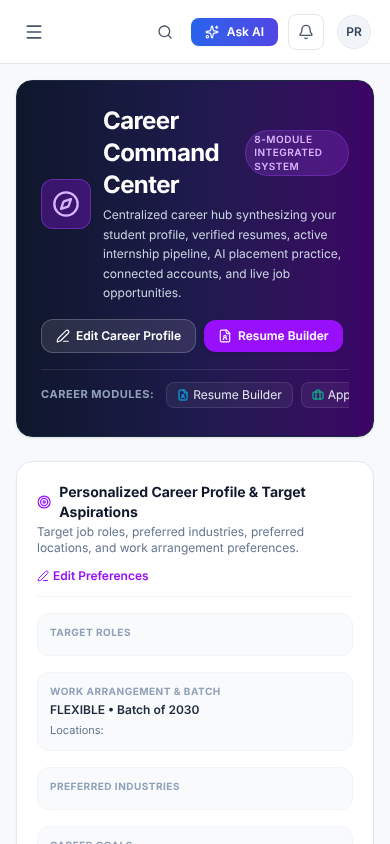 Ask AI
PR
Career
Command
Center
8-MODULE
INTEGRATED
SYSTEM
Centralized career hub synthesizing your
student profile, verified resumes, active
internship pipeline, AI placement practice,
connected accounts, and live job
opportunities.
Edit Career Profile
Resume Builder
CAREER MODULES:
Resume Builder
App
Personalized Career Profile & Target
Aspirations
Target job roles, preferred industries, preferred
locations, and work arrangement preferences.
Edit Preferences
TARGET ROLES
WORK ARRANGEMENT & BATCH
FLEXIBLE • Batch of 2030
Locations:
PREFERRED INDUSTRIES
CAREER GOALS